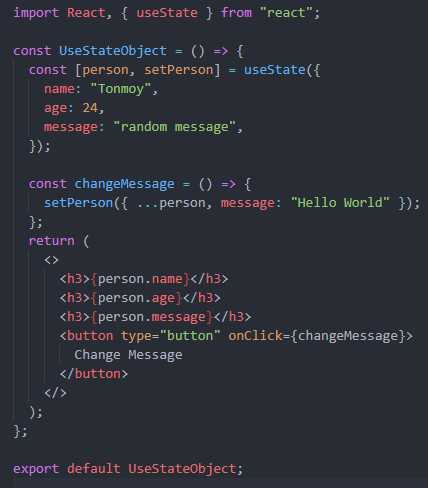 import React, { useState } from "react";

const UseStateObject = () => {
  const [person, setPerson] = useState({
    name: "Tonmoy",
    age: 24,
    message: "random message",
  });

  const changeMessage = () => {
    setPerson({ ...person, message: "Hello World" });
  };
  return (
    <>
      <h3>{person.name}</h3>
      <h3>{person.age}</h3>
      <h3>{person.message}</h3>
      <button type="button" onClick={changeMessage}>
        Change Message
      </button>
    </>
  );
};

export default UseStateObject;